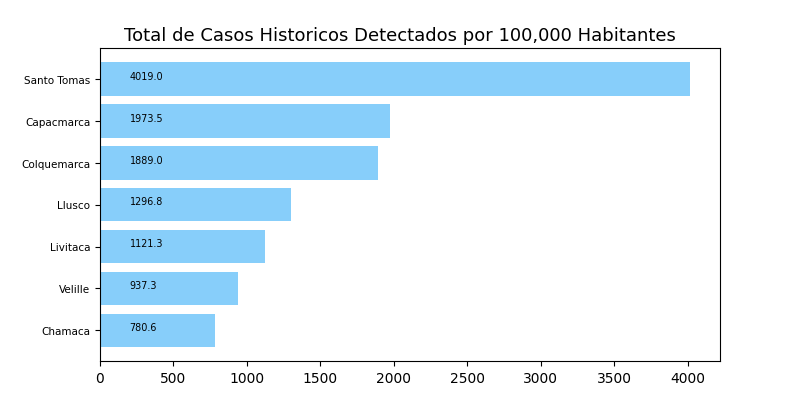 Total de Casos Historicos Detectados por 100,000 Habitantes
Santo Tomas 4019.0
Capacmarca 1973.5
Colquemarca 1889.0
Llusco 1296.8
Livitaca 1121.3
Velille 937.3
Chamaca 780.6
0 500 1000 1500 2000 2500 3000 3500 4000